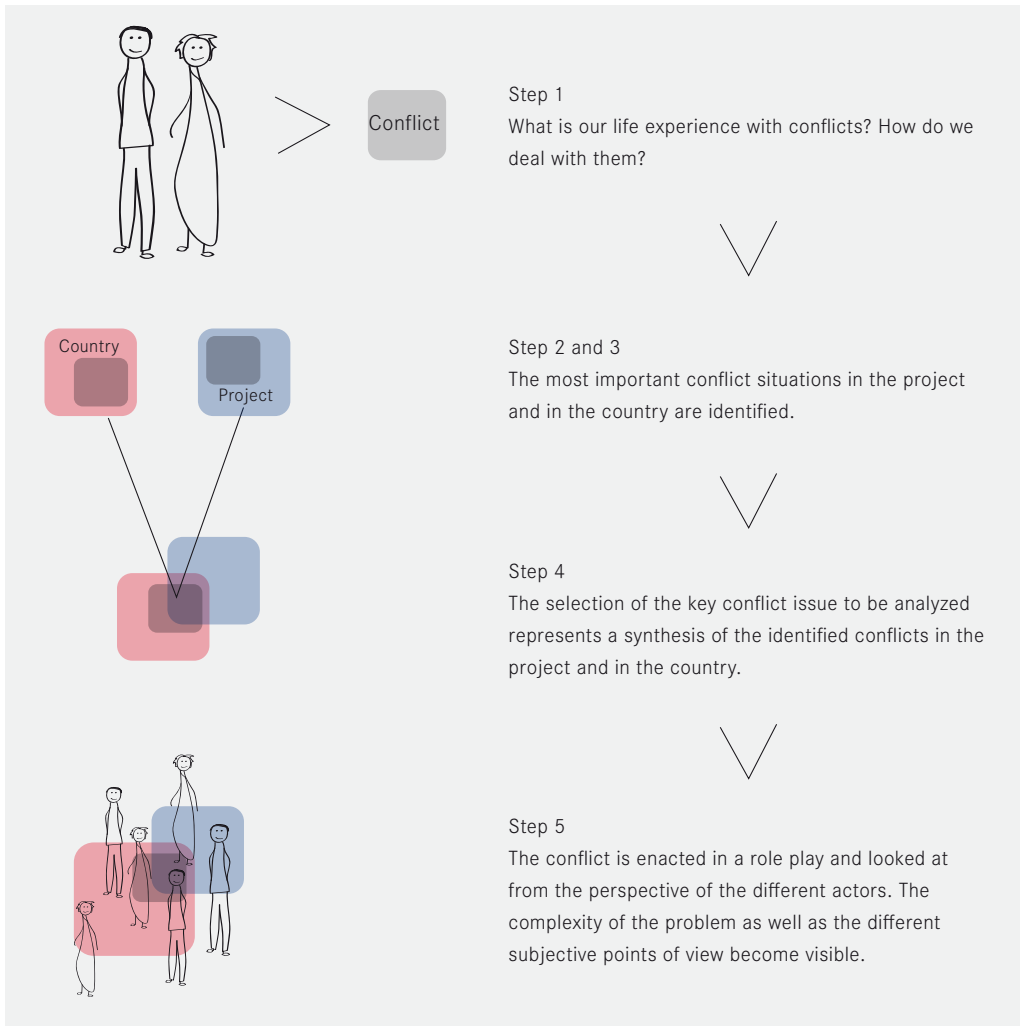 Conflict
Step 1
What is our life experience with conflicts? How do we
deal with them?
Country
Project
Step 2 and 3
The most important conflict situations in the project
and in the country are identified.
Step 4
The selection of the key conflict issue to be analyzed
represents a synthesis of the identified conflicts in the
project and in the country.
Step 5
The conflict is enacted in a role play and looked at
from the perspective of the different actors. The
complexity of the problem as well as the different
subjective points of view become visible.